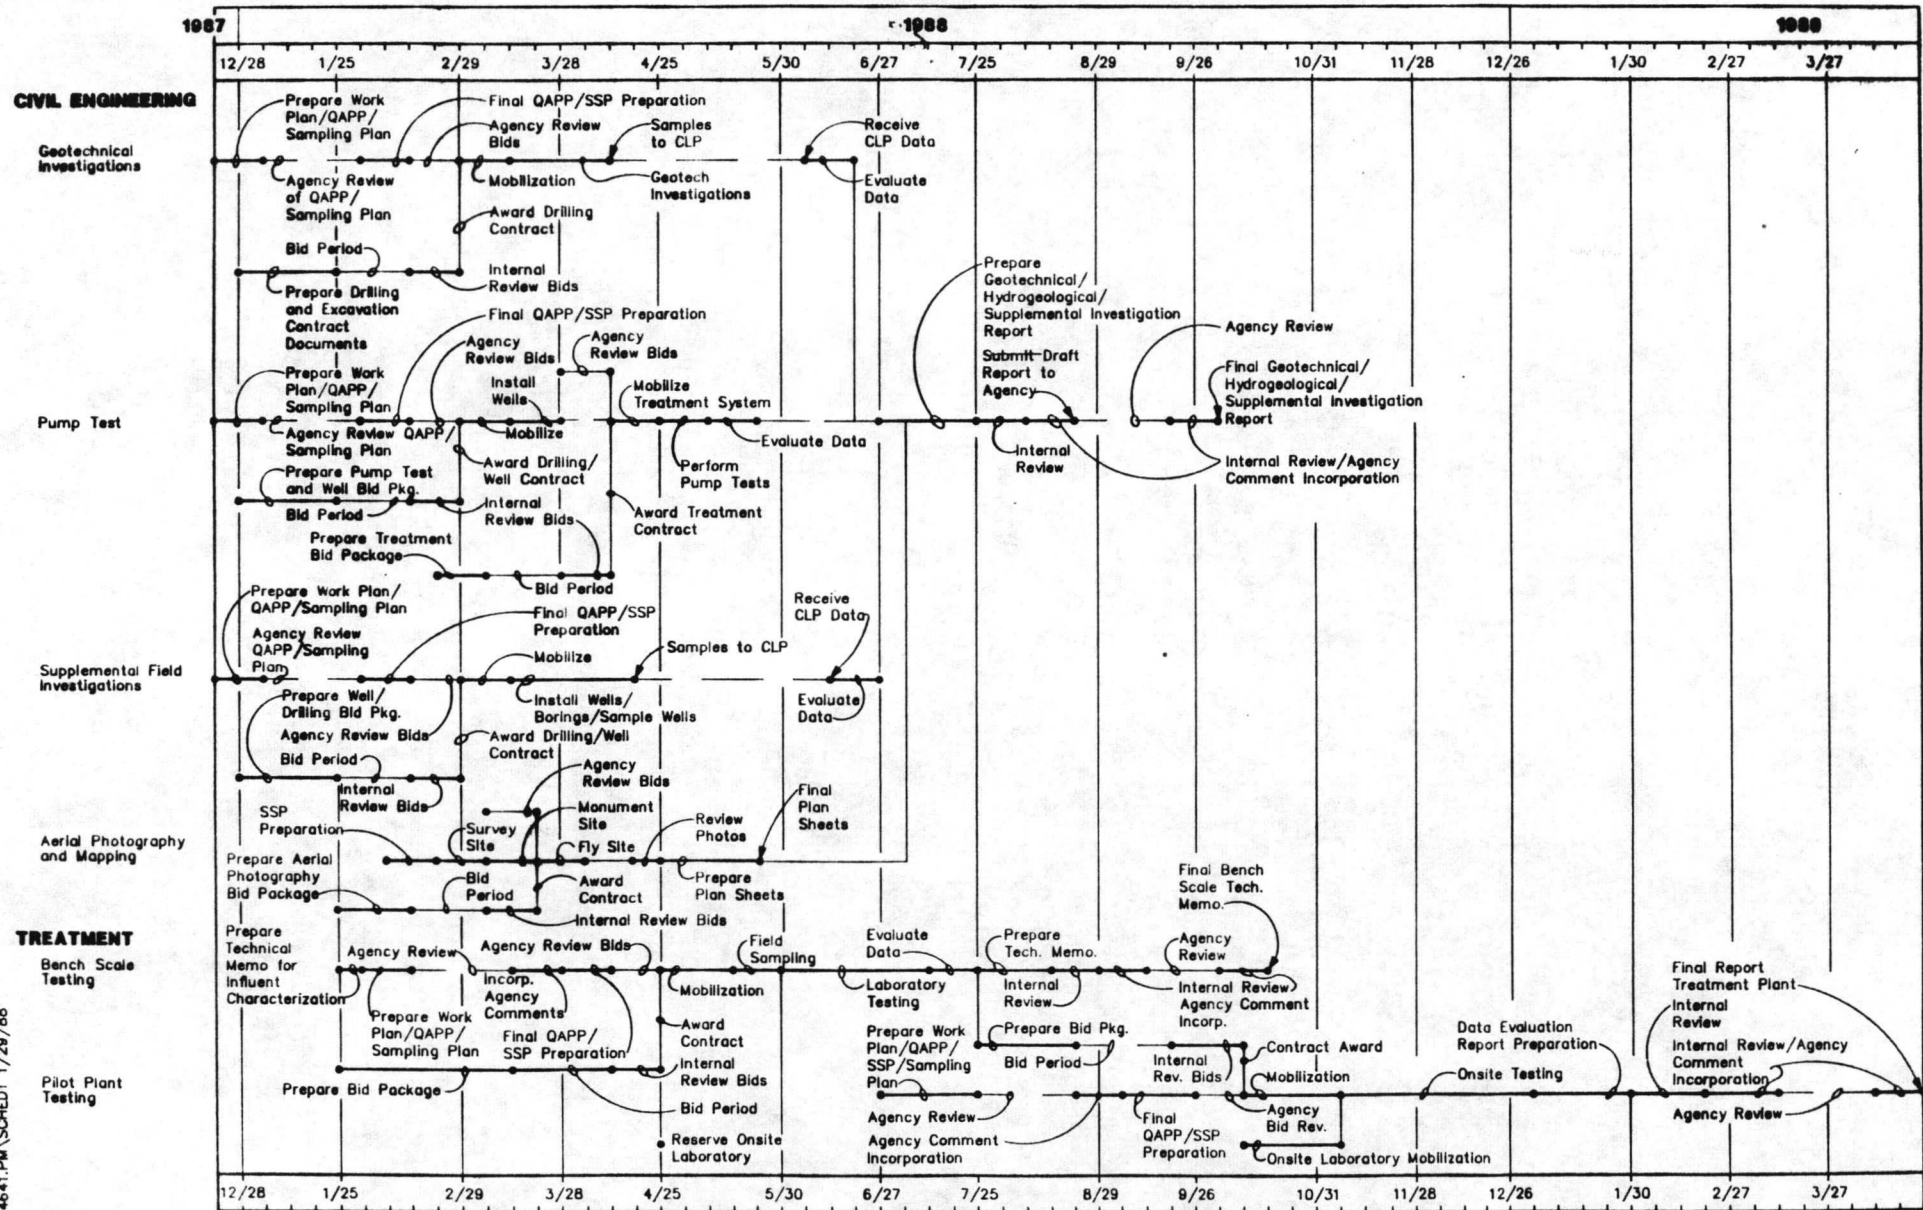 1987
1988
1989
12/28 1/25 2/29 3/28 4/25 5/30 6/27 7/25 8/29 9/26 10/31 11/28 12/26 1/30 2/27 3/27
CIVIL ENGINEERING
Geotechnical
Investigations
Prepare Work
Plan/QAPP/
Sampling Plan
Final QAPP/SSP Preparation
Agency Review
Bids
Samples
to CLP
Receive
CLP Data
Agency Review
of QAPP/
Sampling Plan
Mobilization
Geotech
Investigations
Evaluate
Data
Award Drilling
Contract
Bid Period
Internal
Review Bids
Prepare Drilling
and Excavation
Contract
Documents
Pump Test
Final QAPP/SSP Preparation
Agency
Review Bids
Agency
Review Bids
Prepare Work
Plan/QAPP/
Sampling Plan
Install
Wells
Mobilize
Treatment System
Agency Review QAPP/
Sampling Plan
Mobilize
Evaluate Data
Prepare Pump Test
and Well Bid Pkg.
Award Drilling/
Well Contract
Perform
Pump Tests
Bid Period
Internal
Review Bids
Award Treatment
Contract
Prepare Treatment
Bid Package
Bid Period
Prepare
Geotechnical/
Hydrogeological/
Supplemental Investigation
Report
Submit Draft
Report to
Agency
Internal
Review
Agency Review
Final Geotechnical/
Hydrogeological/
Supplemental Investigation
Report
Internal Review/Agency
Comment Incorporation
Supplemental Field
Investigations
Prepare Work Plan/
QAPP/Sampling Plan
Agency Review
QAPP/Sampling
Plan
Final QAPP/SSP
Preparation
Mobilize
Samples to CLP
Receive
CLP Data
Prepare Well/
Drilling Bid Pkg.
Agency Review Bids
Install Wells/
Borings/Sample Wells
Evaluate
Data
Award Drilling/Well
Contract
Bid Period
Internal
Review Bids
Aerial Photography
and Mapping
SSP
Preparation
Survey
Site
Agency
Review Bids
Monument
Site
Fly Site
Review
Photos
Final
Plan
Sheets
Prepare Aerial
Photography
Bid Package
Bid
Period
Award
Contract
Prepare
Plan Sheets
Internal Review Bids
TREATMENT
Bench Scale
Testing
Prepare
Technical
Memo for
Influent
Characterization
Agency Review
Agency Review Bids
Field
Sampling
Evaluate
Data
Prepare
Tech. Memo.
Agency
Review
Final Bench
Scale Tech.
Memo.
Prepare Work
Plan/QAPP/
Sampling Plan
Incorp.
Agency
Comments
Final QAPP/
SSP Preparation
Mobilization
Laboratory
Testing
Internal
Review
Internal Review/
Agency Comment
Incorp.
Award
Contract
Internal
Review Bids
Prepare Bid Package
Bid Period
Reserve Onsite
Laboratory
Pilot Plant
Testing
Prepare Work
Plan/QAPP/
SSP/Sampling
Plan
Prepare Bid Pkg.
Bid Period
Internal
Rev. Bids
Contract Award
Mobilization
Agency Review
Agency Comment
Incorporation
Final
QAPP/SSP
Preparation
Agency
Bid Rev.
Onsite Laboratory Mobilization
Onsite Testing
Data Evaluation
Report Preparation
Final Report
Treatment Plant
Internal
Review
Internal Review/Agency
Comment
Incorporation
Agency Review
12/28 1/25 2/29 3/28 4/25 5/30 6/27 7/25 8/29 9/26 10/31 11/28 12/26 1/30 2/27 3/27